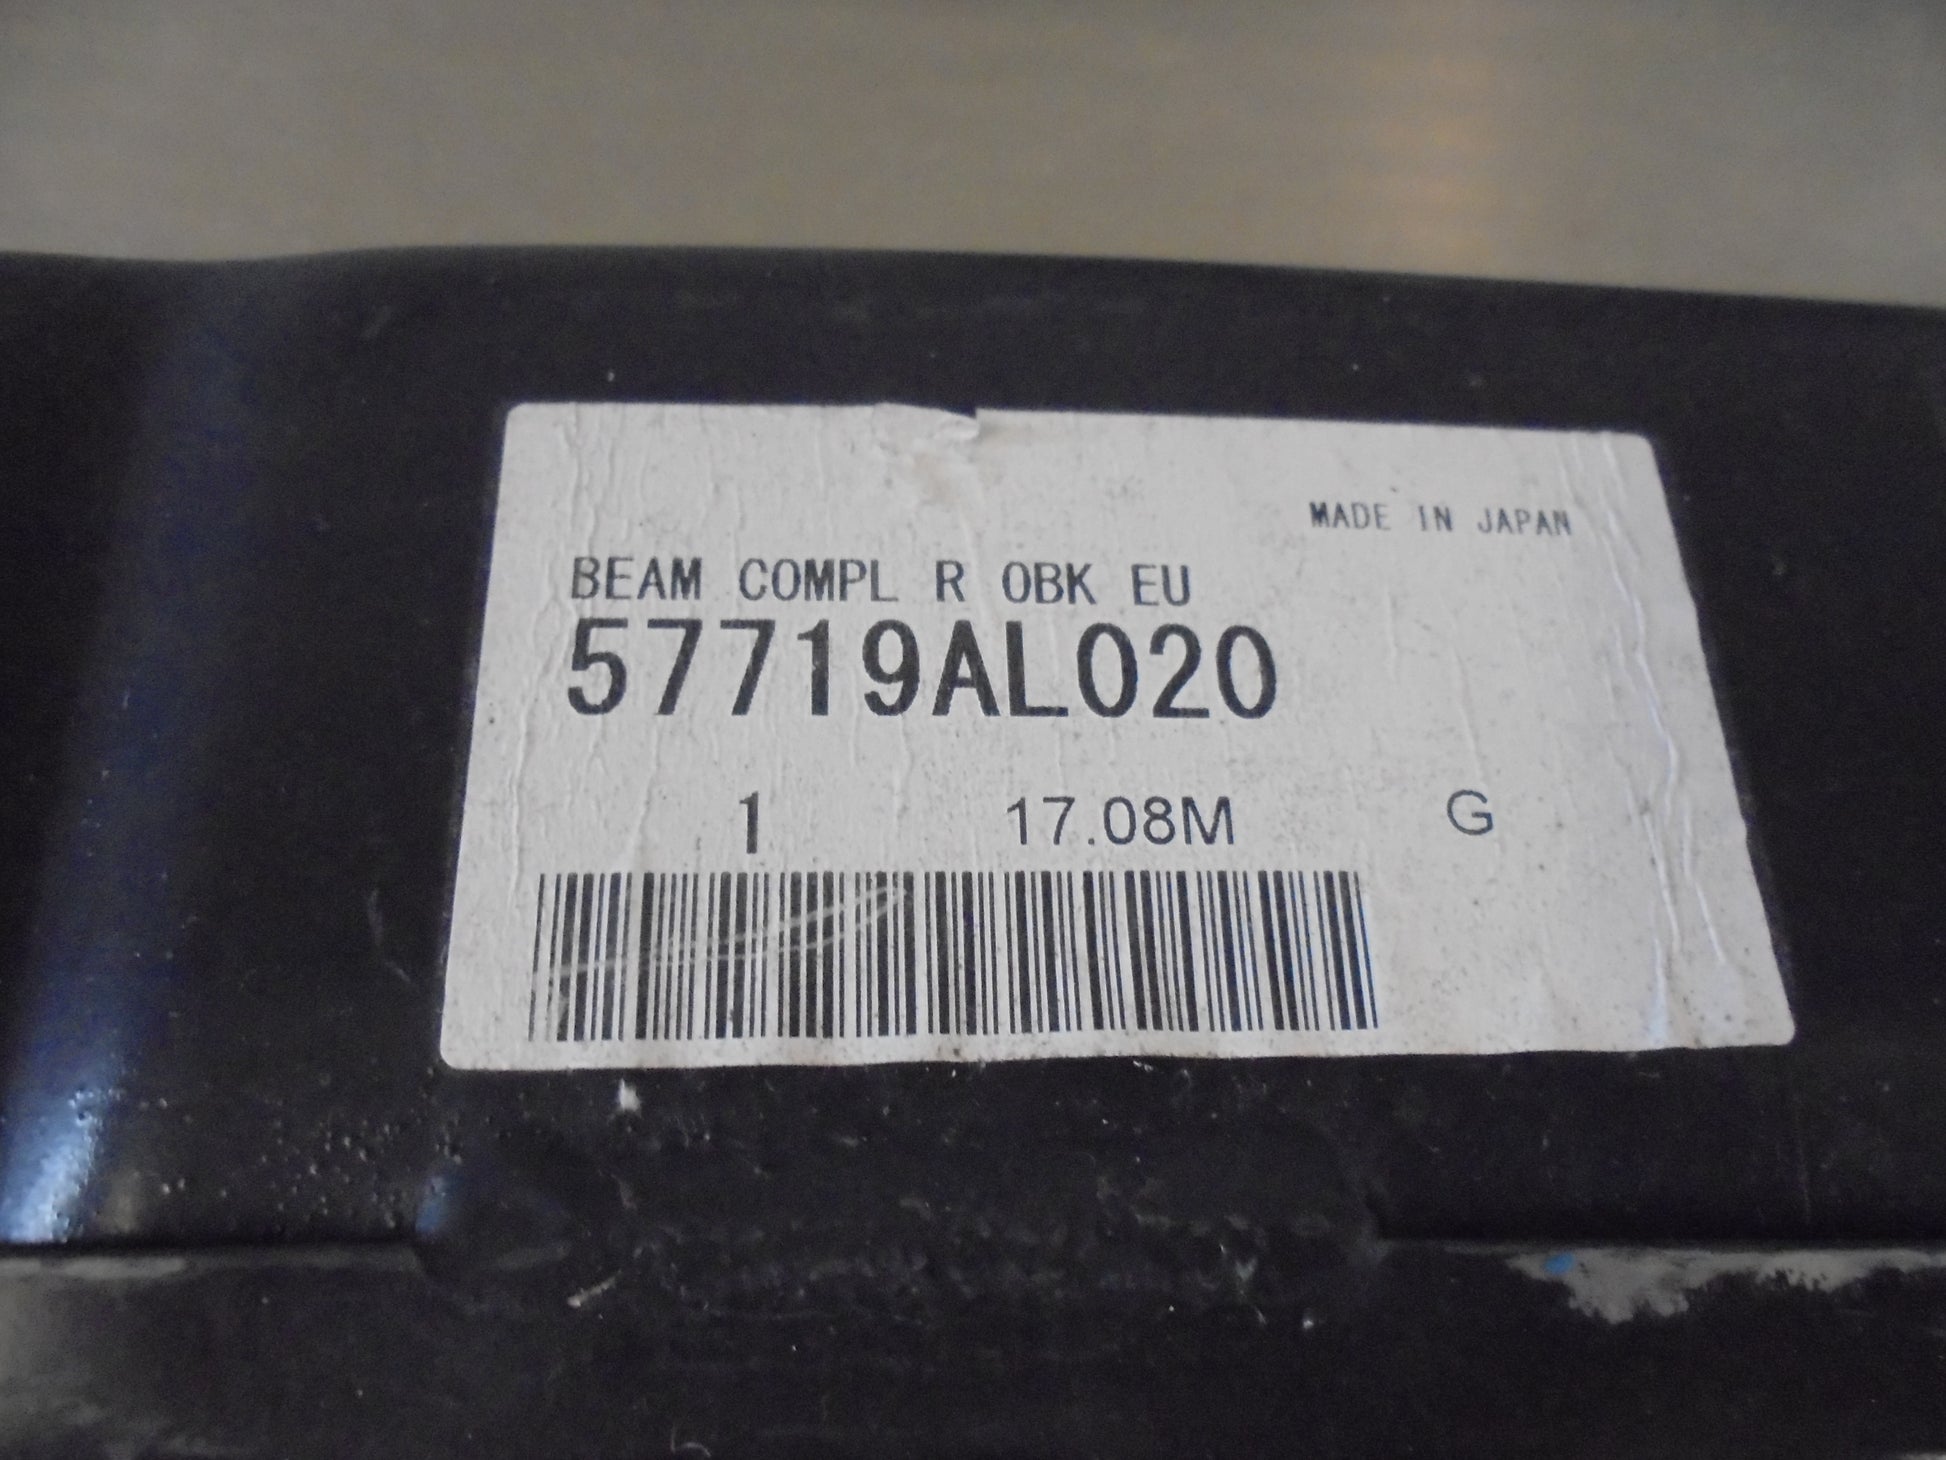 MADE IN JAPAN
BEAM COMPL R OBK EU
57719AL020
1 17.08M G